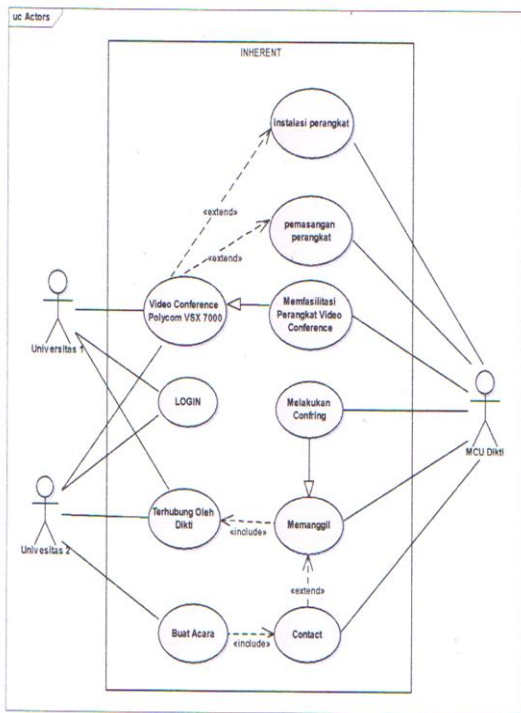 uc Actors
INHERENT
Instalasi perangkat
«extend»
pemasangan
perangkat
«extend»
Video Conference
Polycom VSX 7000
Memfasilitasi
Perangkat Video
Conference
Universitas 1
LOGIN
Melakukan
Confring
MCU Dikti
Terhubung Oleh
Dikti
«include»
Memanggil
Univesitas 2
«extend»
Buat Acara
«include»
Contact